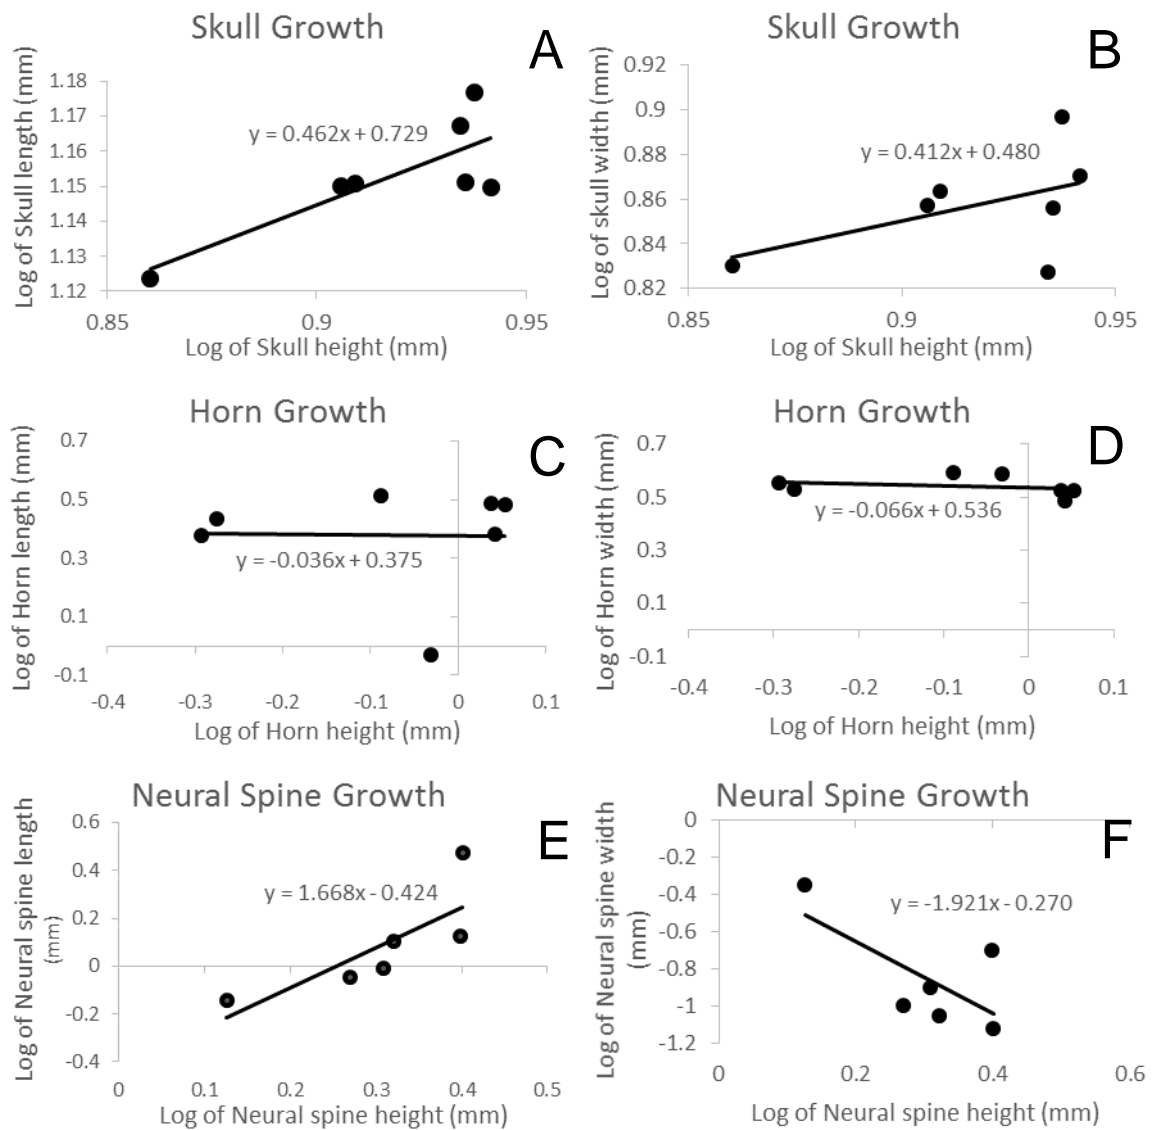 Skull Growth
A
Log of Skull length (mm)
1.18
1.17
1.16
1.15
1.14
1.13
1.12
y = 0.462x + 0.729
0.85 0.9 0.95
Log of Skull height (mm)
Skull Growth
B
Log of skull width (mm)
0.92
0.9
0.88
0.86
0.84
0.82
y = 0.412x + 0.480
0.85 0.9 0.95
Log of Skull height (mm)
Horn Growth
C
Log of Horn length (mm)
0.7
0.5
0.3
0.1
-0.1
y = -0.036x + 0.375
-0.4 -0.3 -0.2 -0.1 0 0.1
Log of Horn height (mm)
Horn Growth
D
Log of Horn width (mm)
0.7
0.5
0.3
0.1
-0.1
y = -0.066x + 0.536
-0.4 -0.3 -0.2 -0.1 0 0.1
Log of Horn height (mm)
Neural Spine Growth
E
Log of Neural spine length
(mm)
0.6
0.4
0.2
0
-0.2
-0.4
y = 1.668x - 0.424
0 0.1 0.2 0.3 0.4 0.5
Log of Neural spine height (mm)
Neural Spine Growth
F
Log of Neural spine width
(mm)
0
-0.2
-0.4
-0.6
-0.8
-1
-1.2
y = -1.921x - 0.270
0 0.2 0.4 0.6
Log of Neural spine height (mm)